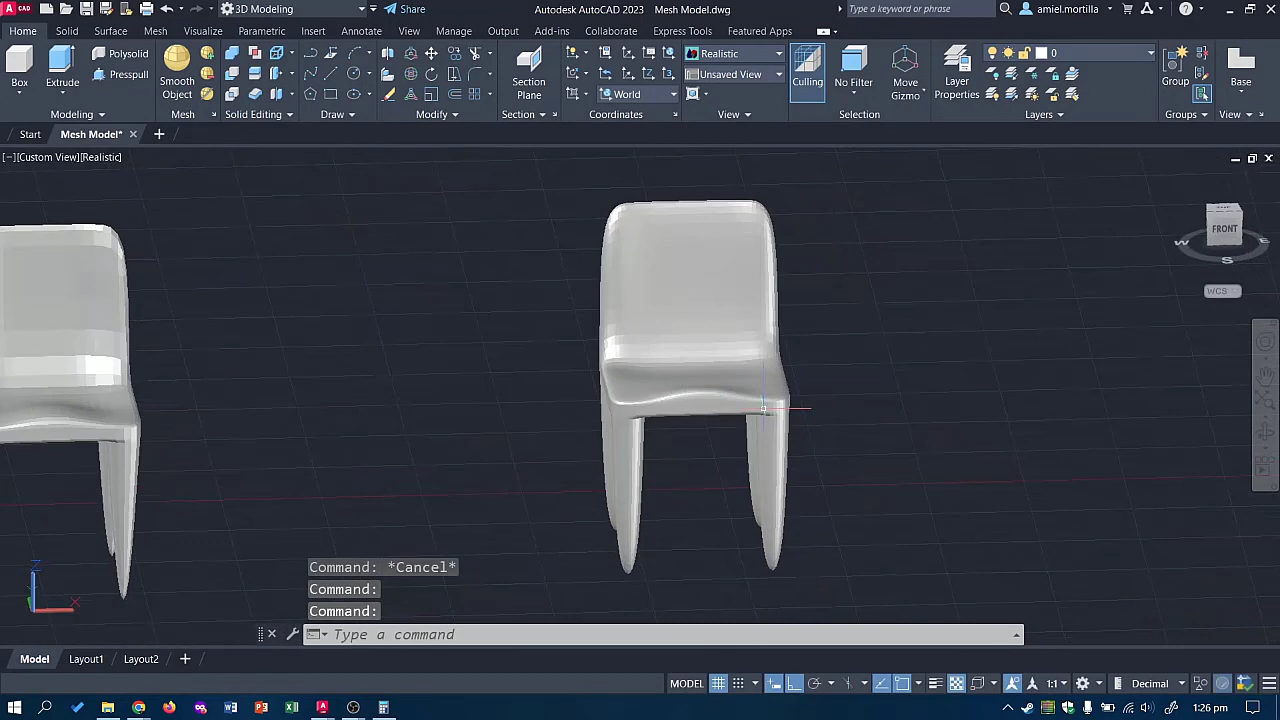 CAD
3D Modeling
Share
Autodesk AutoCAD 2023 Mesh Model.dwg
Type a keyword or phrase
amiel.mortilla
Home Solid Surface Mesh Visualize Parametric Insert Annotate View Manage Output Add-ins Collaborate Express Tools Featured Apps
Polysolid
Presspull
Box
Extrude
Smooth Object
Section Plane
World
Realistic
Unsaved View
Culling
No Filter
Move Gizmo
Layer Properties
0
Group
Base
Modeling
Mesh
Solid Editing
Draw
Modify
Section
Coordinates
View
Selection
Layers
Groups
View
Start
Mesh Model*
[−][Custom View][Realistic]
FRONT
W
E
S
WCS
Z
X
Command: *Cancel*
Command:
Command:
Type a command
Model Layout1 Layout2
MODEL
1:1
Decimal
1:26 pm